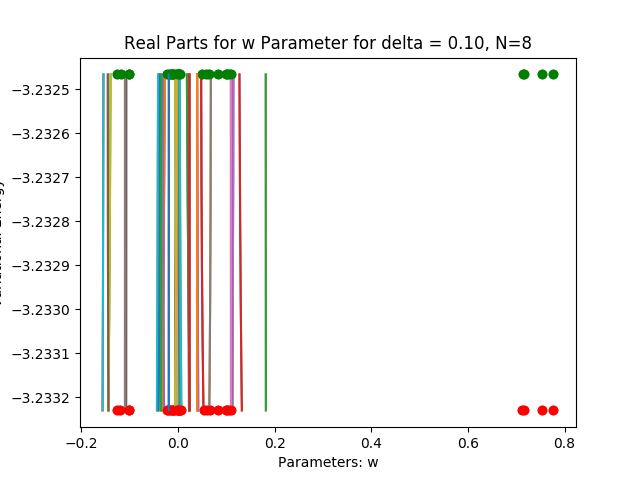 Real Parts for w Parameter for delta = 0.10, N=8
−3.2325
−3.2326
−3.2327
−3.2328
−3.2329
−3.2330
−3.2331
−3.2332
−0.2 0.0 0.2 0.4 0.6 0.8
Parameters: w